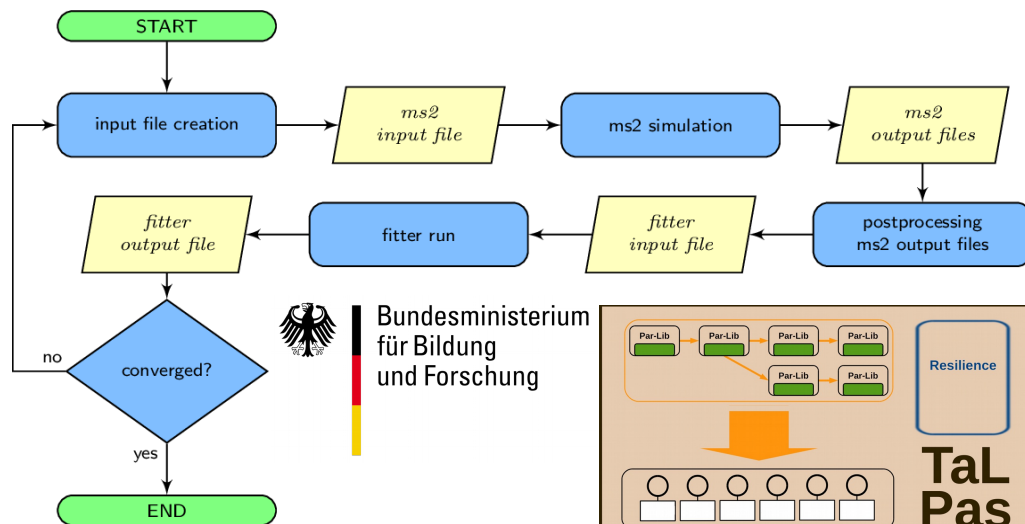 START
input file creation
ms2
input file
ms2 simulation
ms2
output files
fitter
output file
fitter run
fitter
input file
postprocessing
ms2 output files
no
converged?
yes
END
Bundesministerium
für Bildung
und Forschung
Par-Lib
Par-Lib
Par-Lib
Par-Lib
Par-Lib
Par-Lib
Resilience
TaL
Pas